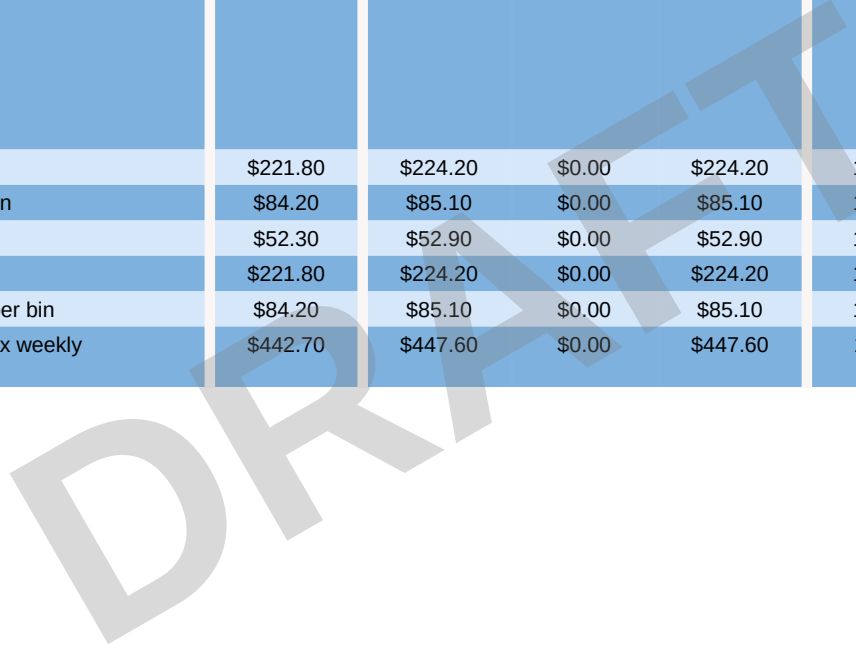 $221.80 $224.20 $0.00 $224.20
n $84.20 $85.10 $0.00 $85.10
$52.30 $52.90 $0.00 $52.90
$221.80 $224.20 $0.00 $224.20
er bin $84.20 $85.10 $0.00 $85.10
x weekly $442.70 $447.60 $0.00 $447.60
DRAFT